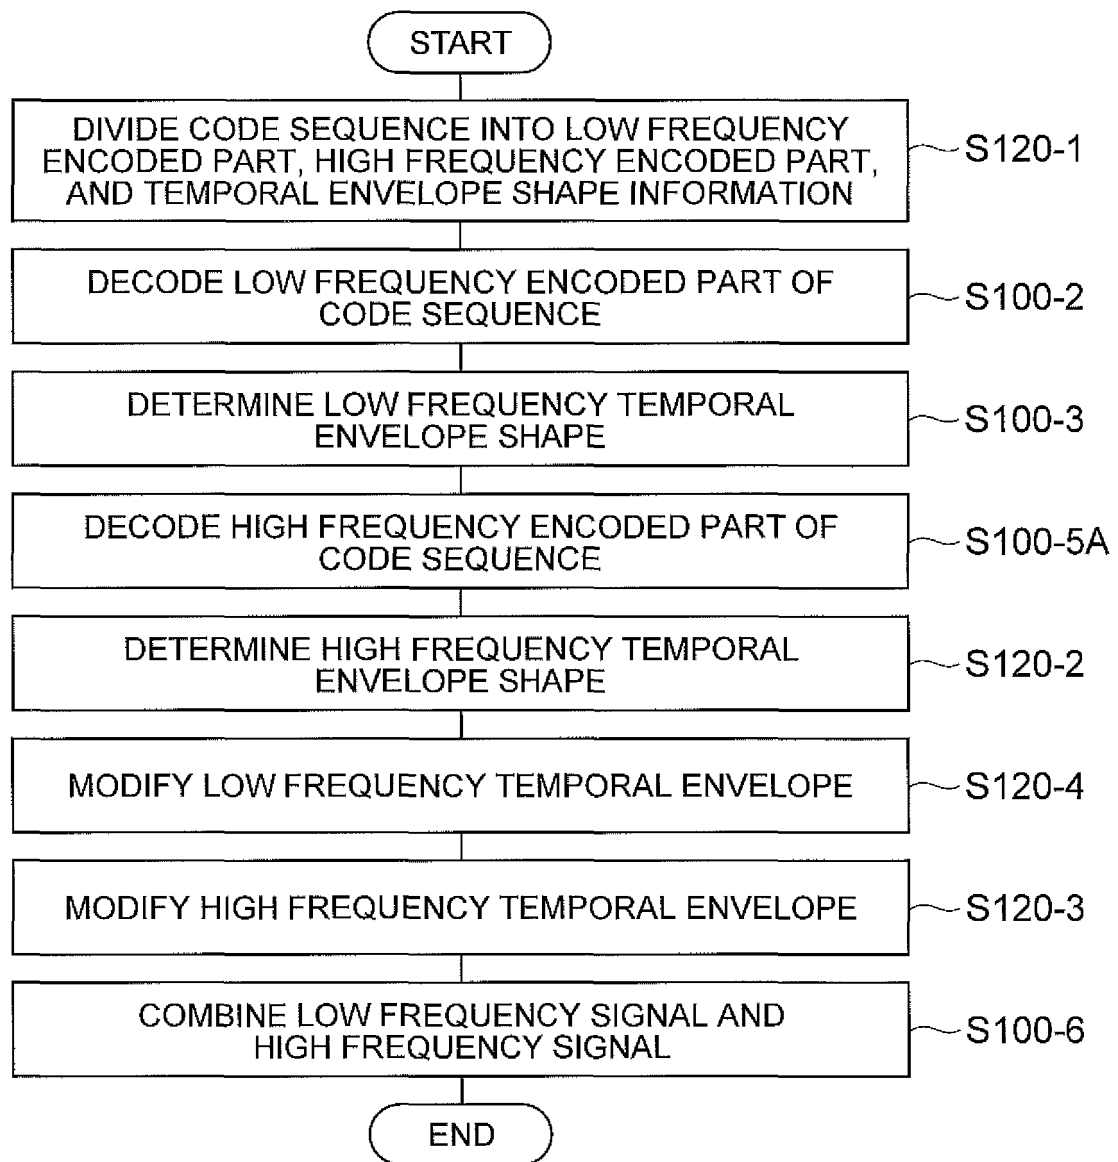 START
DIVIDE CODE SEQUENCE INTO LOW FREQUENCY
ENCODED PART, HIGH FREQUENCY ENCODED PART,
AND TEMPORAL ENVELOPE SHAPE INFORMATION
S120-1
DECODE LOW FREQUENCY ENCODED PART OF
CODE SEQUENCE
S100-2
DETERMINE LOW FREQUENCY TEMPORAL
ENVELOPE SHAPE
S100-3
DECODE HIGH FREQUENCY ENCODED PART OF
CODE SEQUENCE
S100-5A
DETERMINE HIGH FREQUENCY TEMPORAL
ENVELOPE SHAPE
S120-2
MODIFY LOW FREQUENCY TEMPORAL ENVELOPE
S120-4
MODIFY HIGH FREQUENCY TEMPORAL ENVELOPE
S120-3
COMBINE LOW FREQUENCY SIGNAL AND
HIGH FREQUENCY SIGNAL
S100-6
END